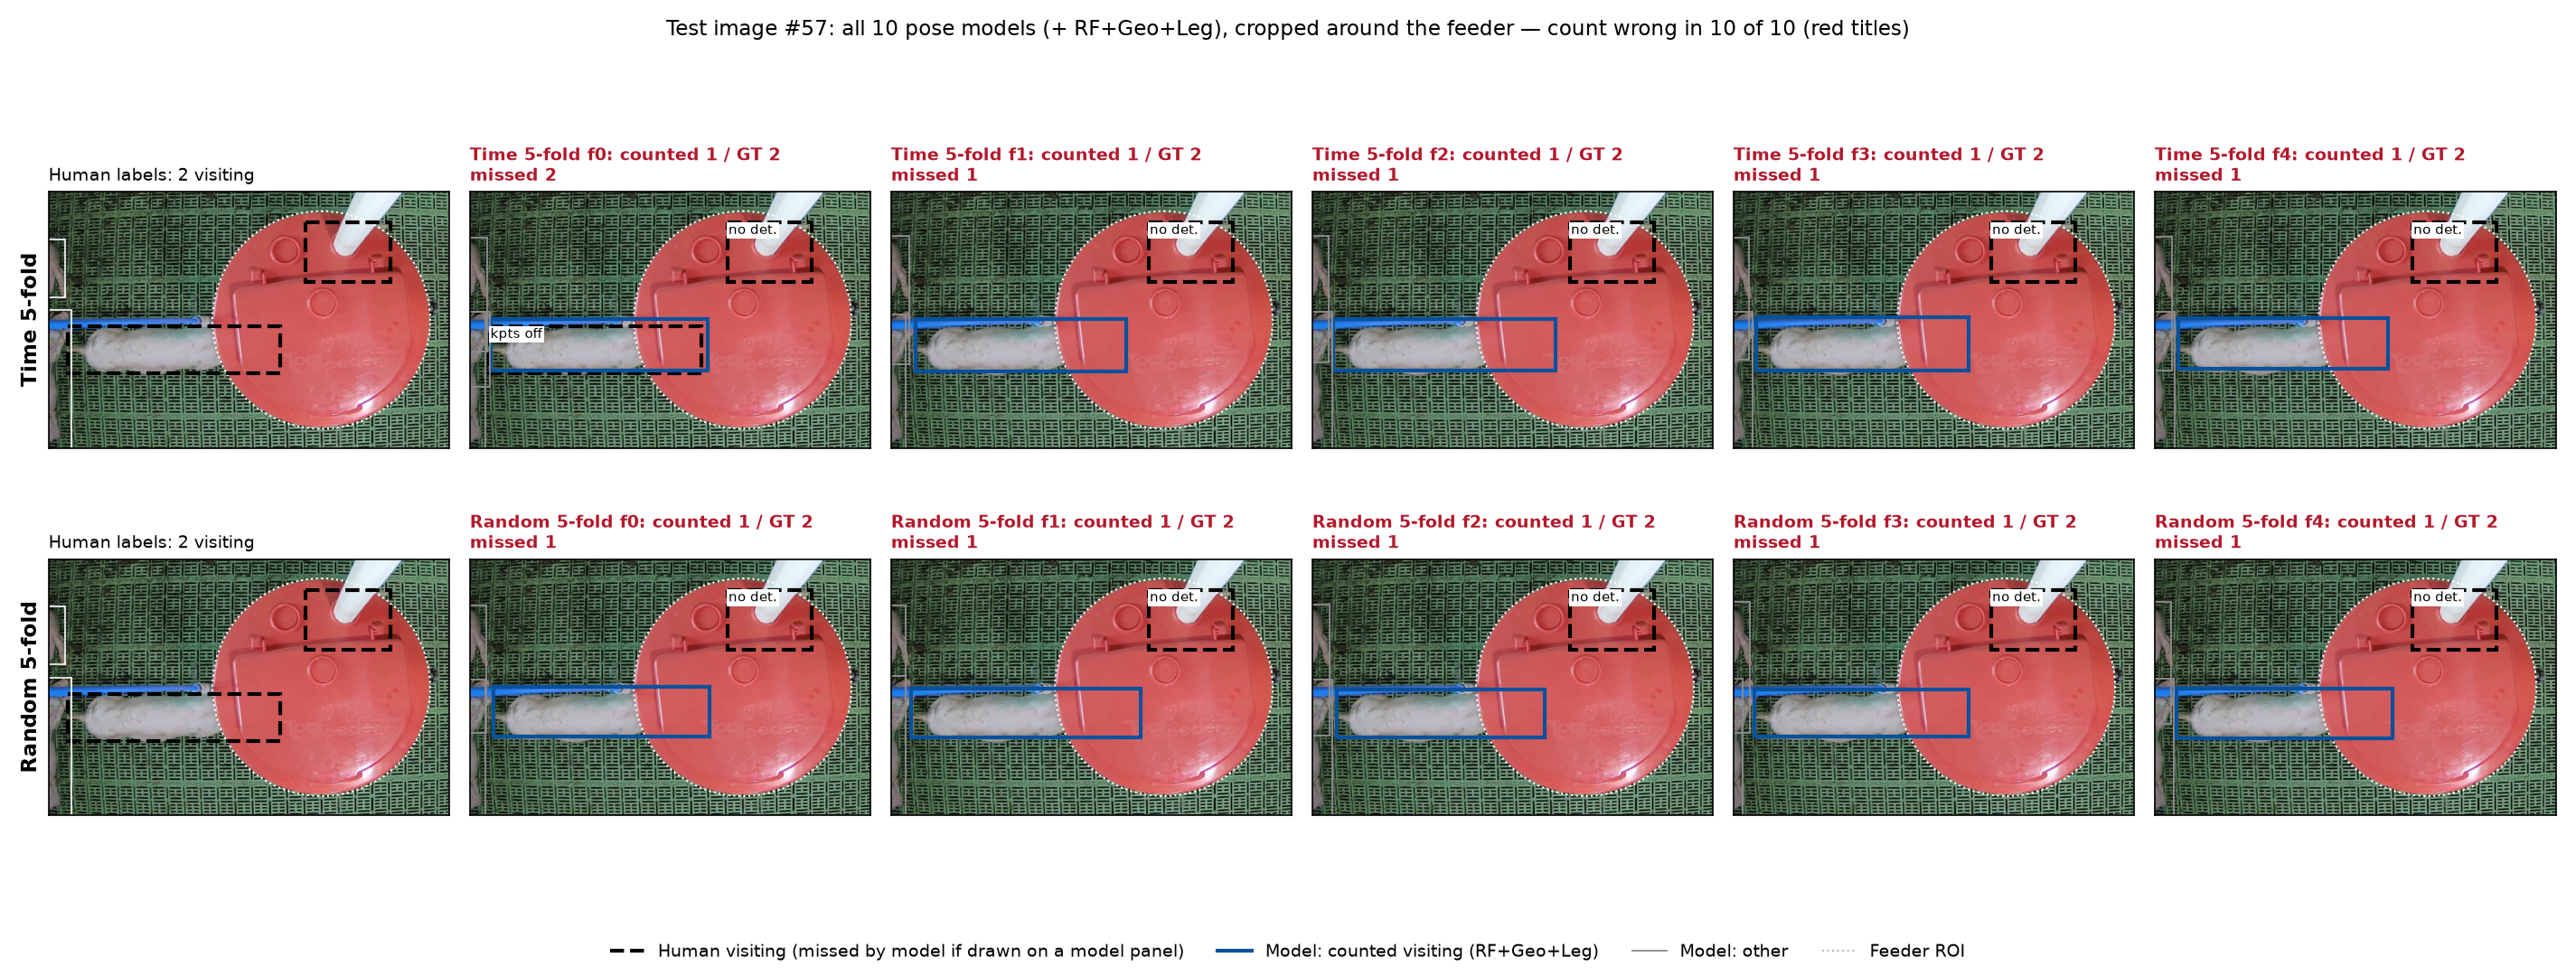 Test image #57: all 10 pose models (+ RF+Geo+Leg), cropped around the feeder — count wrong in 10 of 10 (red titles)
Time 5-fold
Human labels: 2 visiting
Time 5-fold f0: counted 1 / GT 2
missed 2
no det.
kpts off
Time 5-fold f1: counted 1 / GT 2
missed 1
no det.
Time 5-fold f2: counted 1 / GT 2
missed 1
no det.
Time 5-fold f3: counted 1 / GT 2
missed 1
no det.
Time 5-fold f4: counted 1 / GT 2
missed 1
no det.
Random 5-fold
Human labels: 2 visiting
Random 5-fold f0: counted 1 / GT 2
missed 1
no det.
Random 5-fold f1: counted 1 / GT 2
missed 1
no det.
Random 5-fold f2: counted 1 / GT 2
missed 1
no det.
Random 5-fold f3: counted 1 / GT 2
missed 1
no det.
Random 5-fold f4: counted 1 / GT 2
missed 1
no det.
Human visiting (missed by model if drawn on a model panel)
Model: counted visiting (RF+Geo+Leg)
Model: other
Feeder ROI